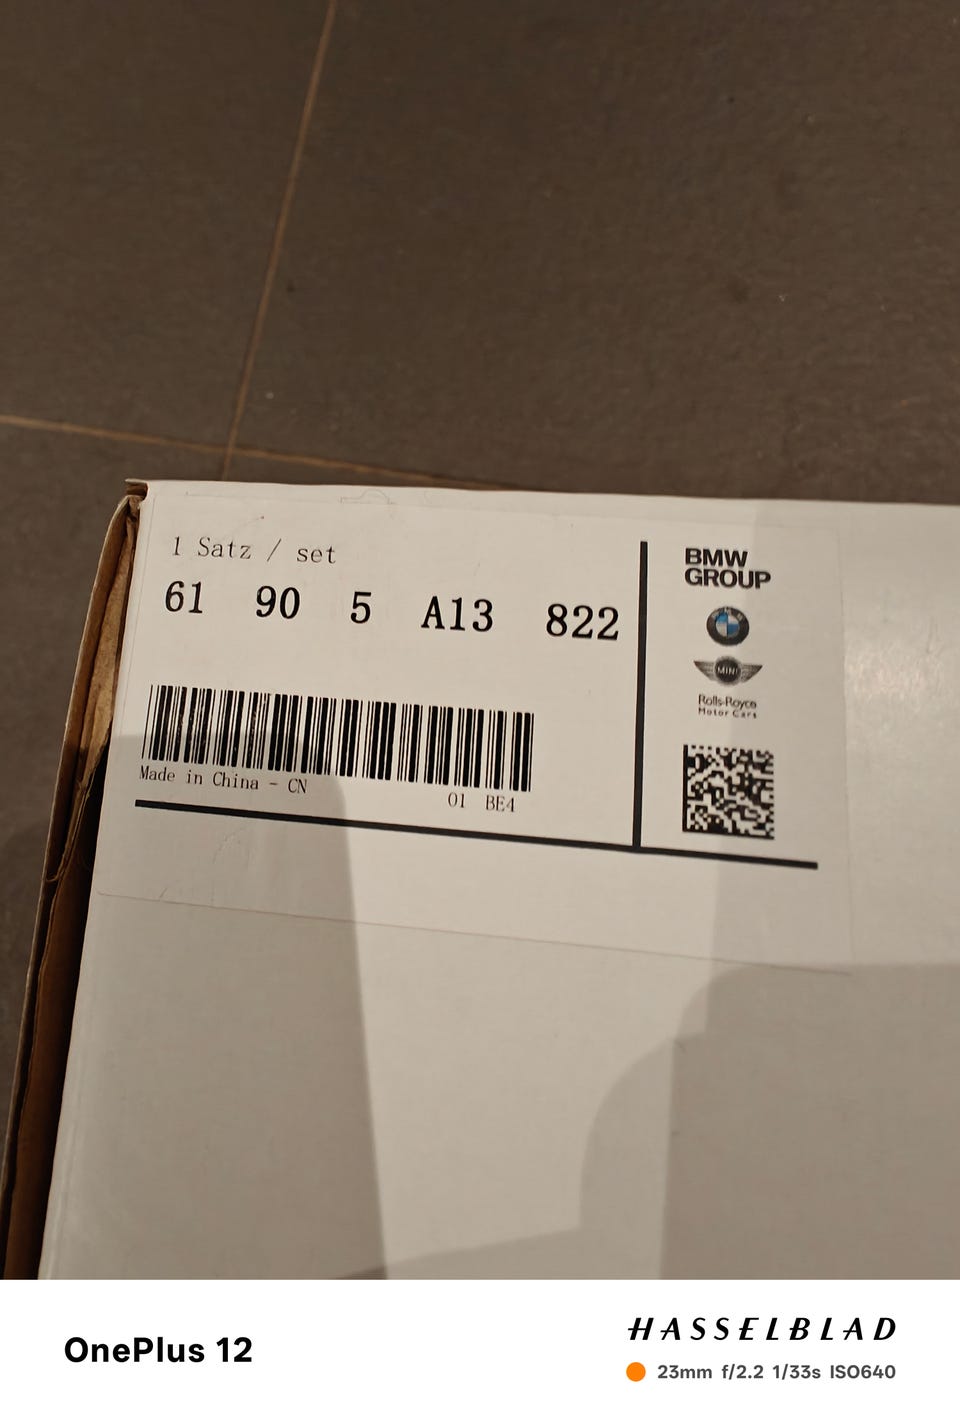 1 Satz / set
61 90 5 A13 822
Made in China - CN
01 BE4
BMW
GROUP
MINI
Rolls-Royce
Motor Cars
OnePlus 12
HASSELBLAD
23mm f/2.2 1/33s ISO640